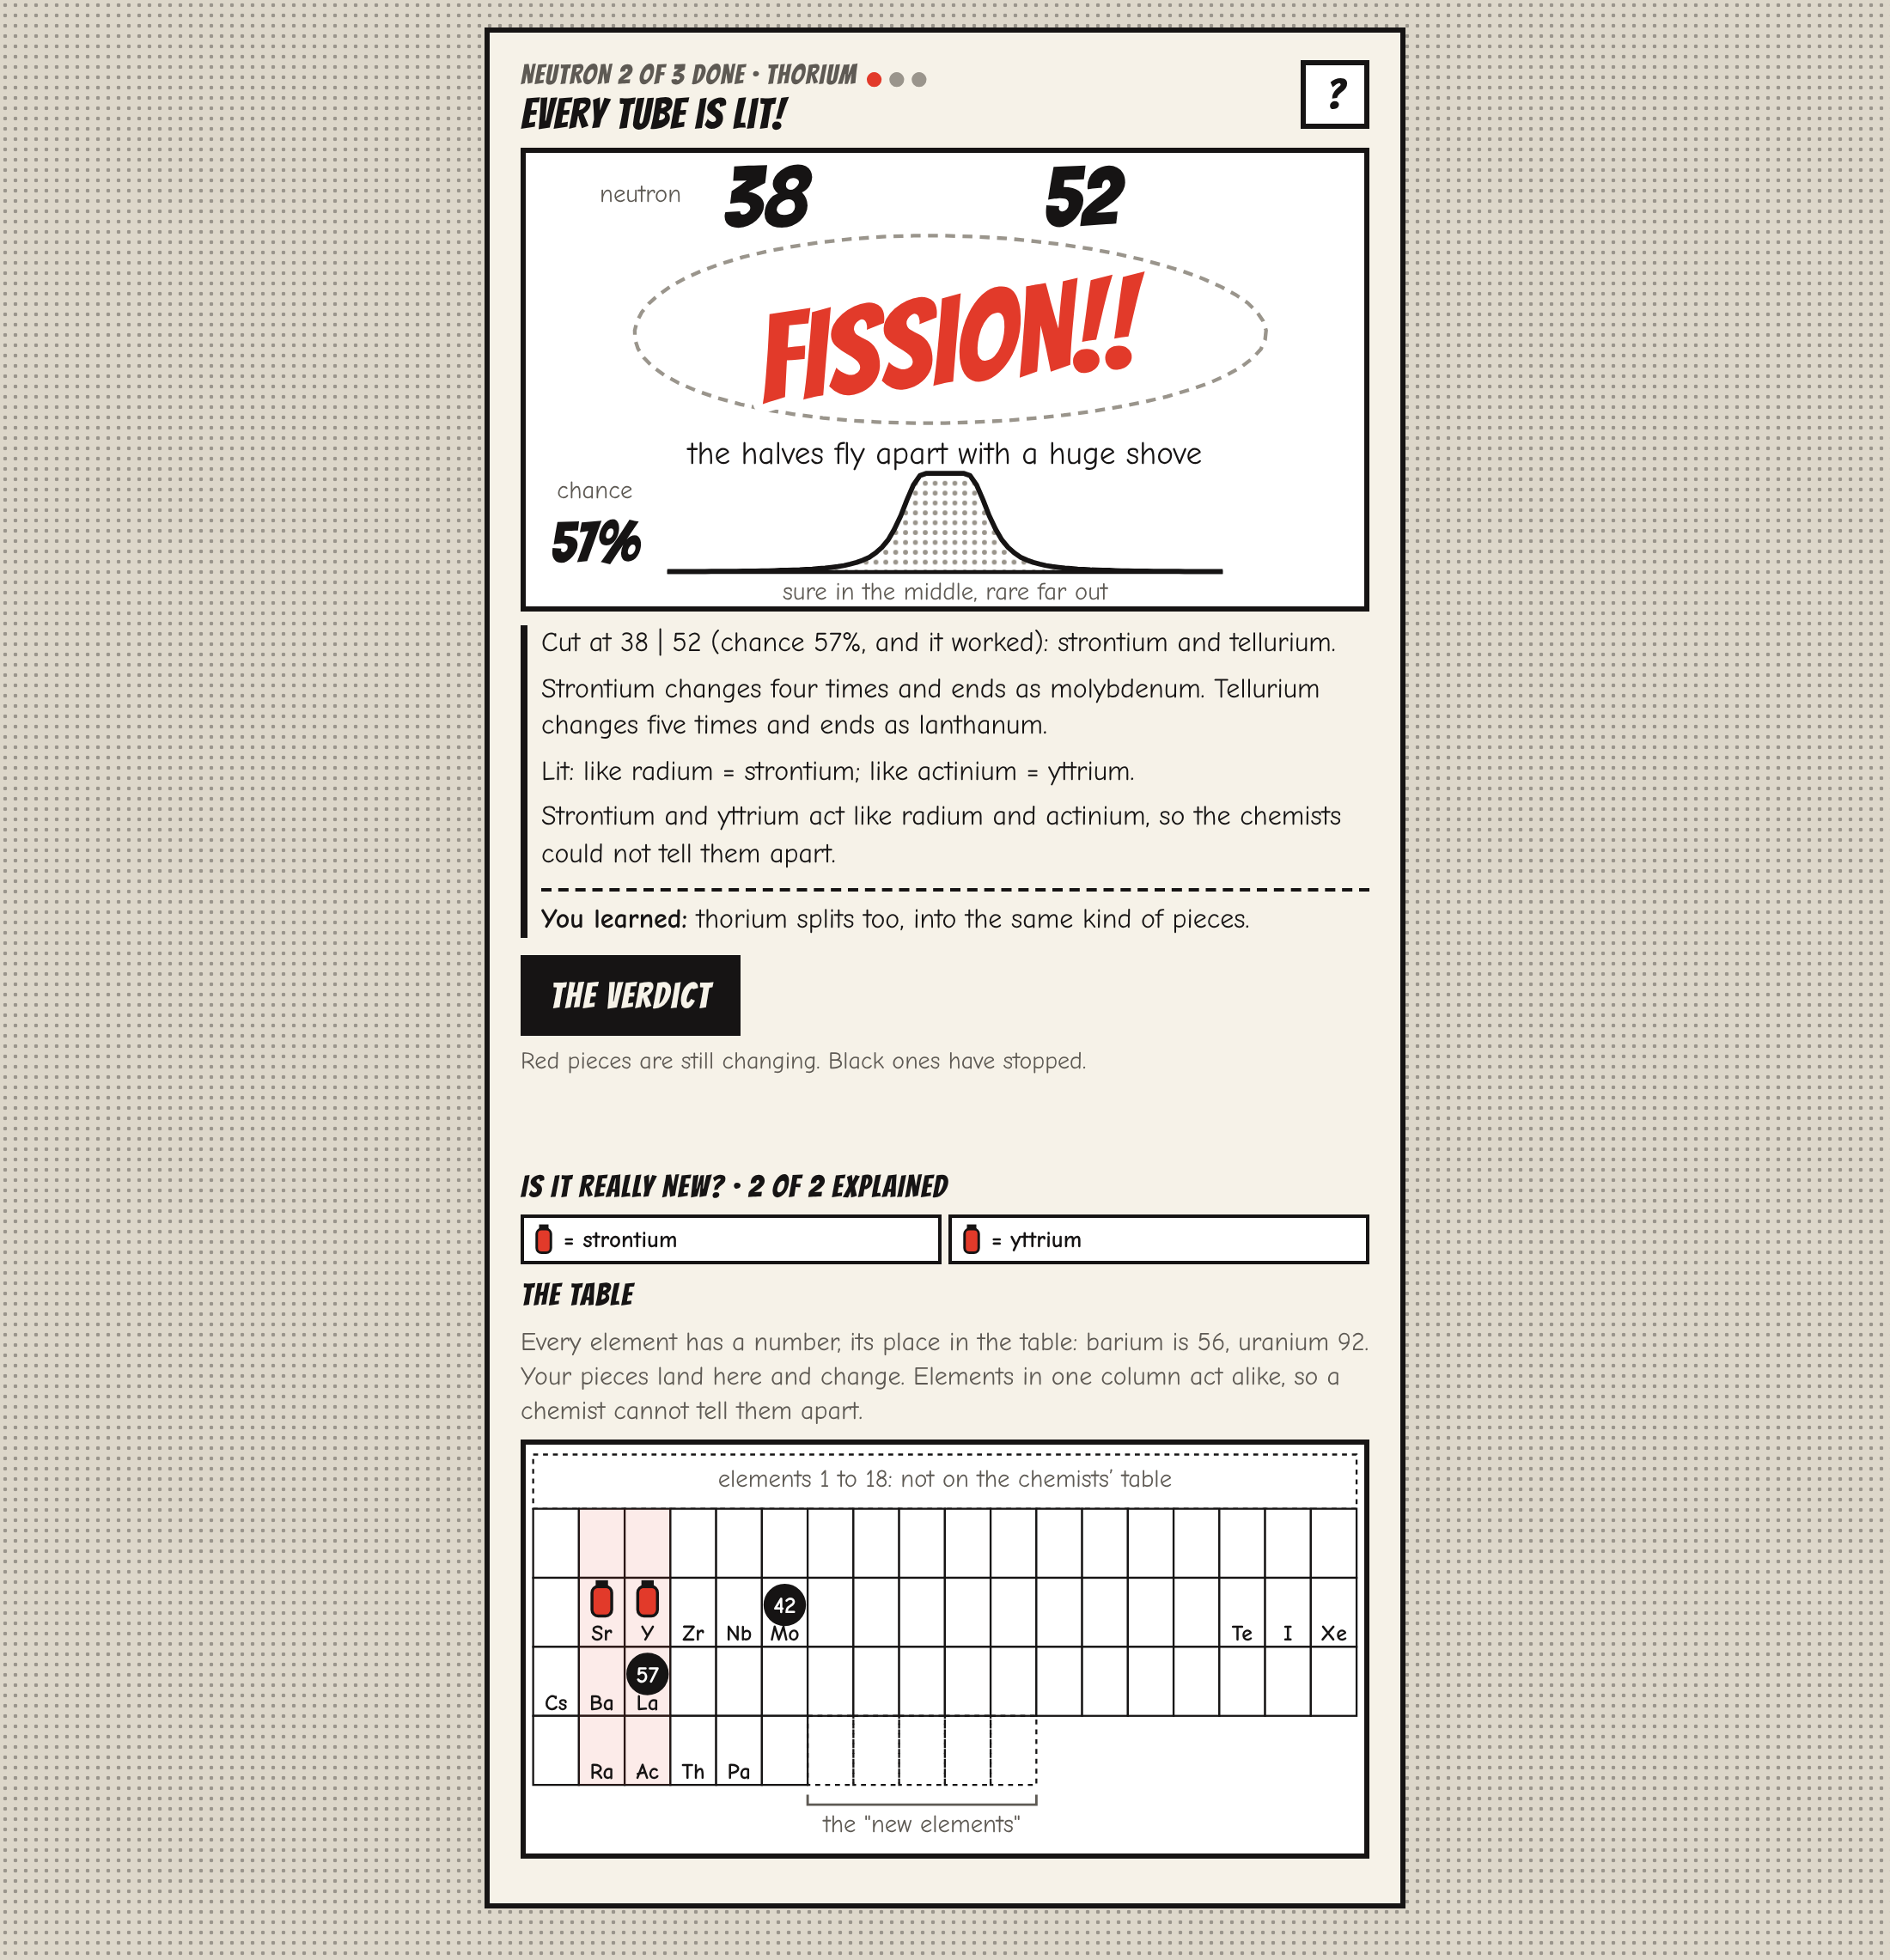 NEUTRON 2 OF 3 DONE · THORIUM
EVERY TUBE IS LIT!
?
neutron
38
52
FISSION!!
the halves fly apart with a huge shove
chance
57%
sure in the middle, rare far out
Cut at 38 | 52 (chance 57%, and it worked): strontium and tellurium.
Strontium changes four times and ends as molybdenum. Tellurium
changes five times and ends as lanthanum.
Lit: like radium = strontium; like actinium = yttrium.
Strontium and yttrium act like radium and actinium, so the chemists
could not tell them apart.
You learned: thorium splits too, into the same kind of pieces.
THE VERDICT
Red pieces are still changing. Black ones have stopped.
IS IT REALLY NEW? · 2 OF 2 EXPLAINED
= strontium
= yttrium
THE TABLE
Every element has a number, its place in the table: barium is 56, uranium 92.
Your pieces land here and change. Elements in one column act alike, so a
chemist cannot tell them apart.
elements 1 to 18: not on the chemists' table
42
Sr Y Zr Nb Mo Te I Xe
57
Cs Ba La
Ra Ac Th Pa
the "new elements"